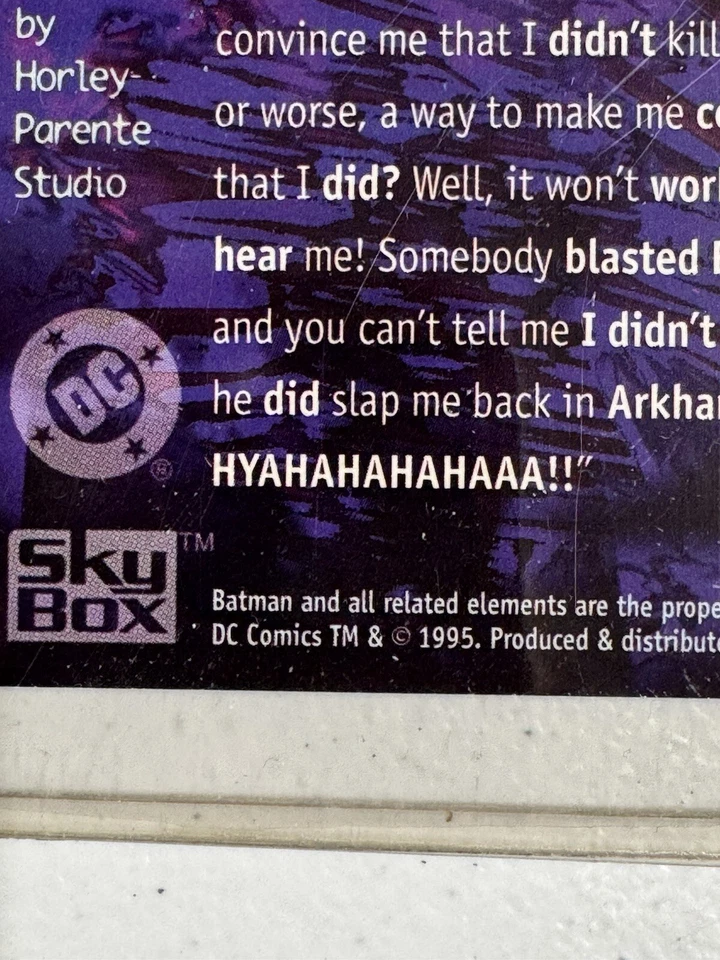 by
Horley-
Parente
Studio
convince me that I didn't kill
or worse, a way to make me
that I did? Well, it won't
hear me! Somebody blasted
and you can't tell me I didn't
he did slap me back in
HYAHAHAHAHAAA!!”
DC
®
Sky
Box
TM
Batman and all related elements are the
DC Comics TM & © 1995. Produced &